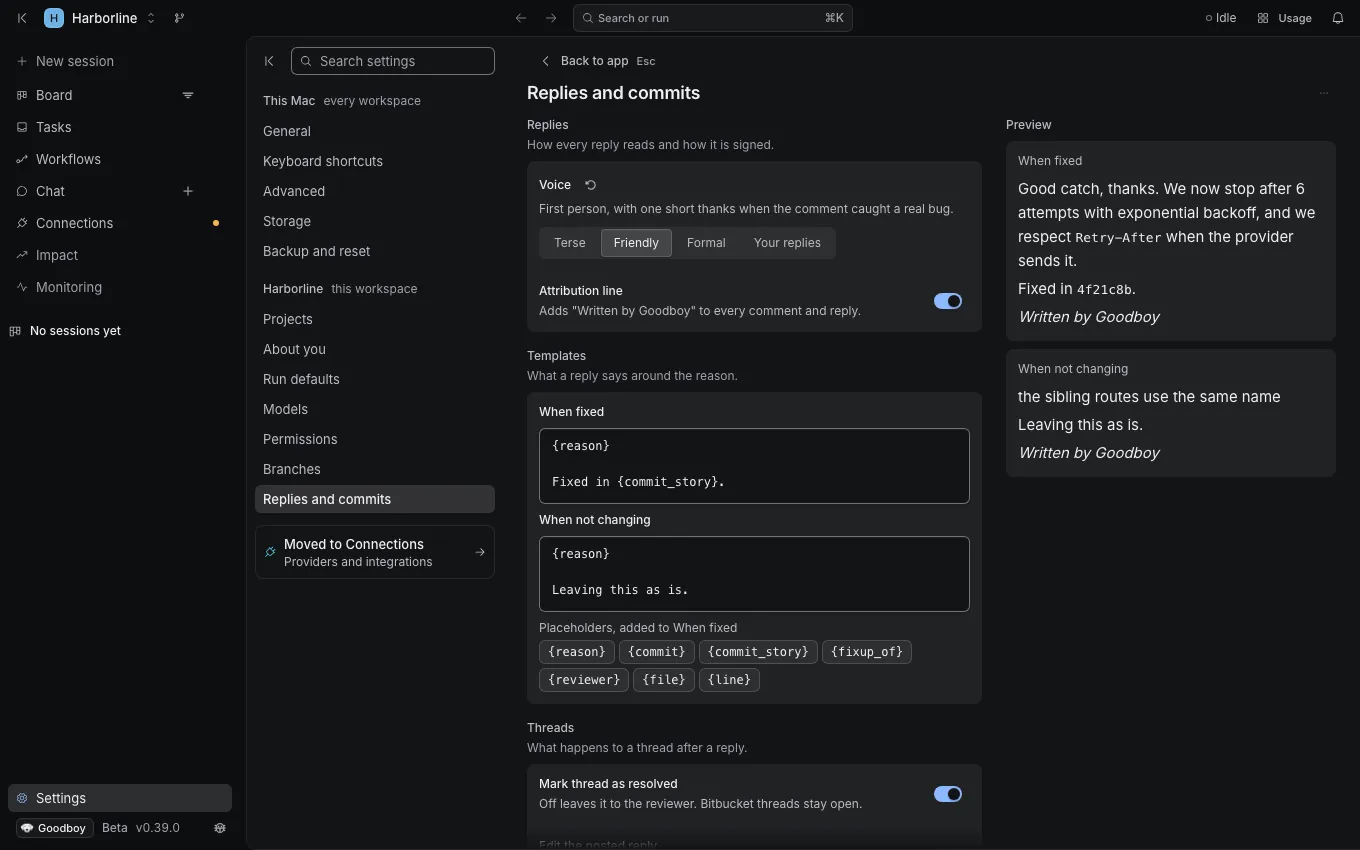 H Harborline
Search or run ⌘K
Idle
Usage
New session
Board
Tasks
Workflows
Chat
Connections
Impact
Monitoring
No sessions yet
Settings
Goodboy Beta v0.39.0
Search settings
This Mac every workspace
General
Keyboard shortcuts
Advanced
Storage
Backup and reset
Harborline this workspace
Projects
About you
Run defaults
Models
Permissions
Branches
Replies and commits
Moved to Connections
Providers and integrations
Back to app Esc
Replies and commits
Replies
How every reply reads and how it is signed.
Voice
First person, with one short thanks when the comment caught a real bug.
Terse Friendly Formal Your replies
Attribution line
Adds "Written by Goodboy" to every comment and reply.
Templates
What a reply says around the reason.
When fixed
{reason}
Fixed in {commit_story}.
When not changing
{reason}
Leaving this as is.
Placeholders, added to When fixed
{reason} {commit} {commit_story} {fixup_of}
{reviewer} {file} {line}
Threads
What happens to a thread after a reply.
Mark thread as resolved
Off leaves it to the reviewer. Bitbucket threads stay open.
Edit the posted reply
Preview
When fixed
Good catch, thanks. We now stop after 6
attempts with exponential backoff, and we
respect Retry-After when the provider
sends it.
Fixed in 4f21c8b.
Written by Goodboy
When not changing
the sibling routes use the same name
Leaving this as is.
Written by Goodboy